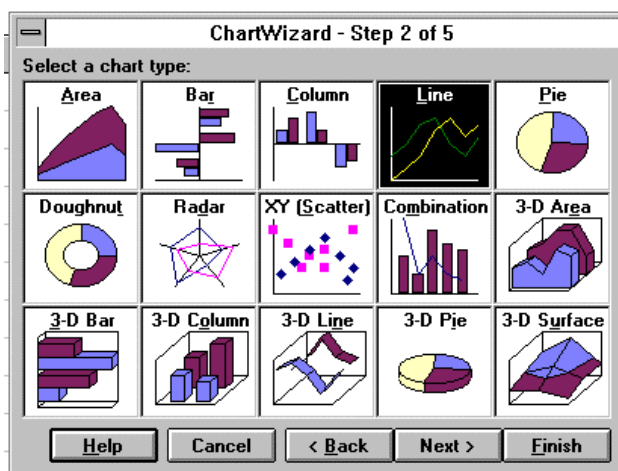 ChartWizard - Step 2 of 5
Select a chart type:
Area Bar Column Line Pie
Doughnut Radar XY (Scatter) Combination 3-D Area
3-D Bar 3-D Column 3-D Line 3-D Pie 3-D Surface
Help Cancel < Back Next > Finish